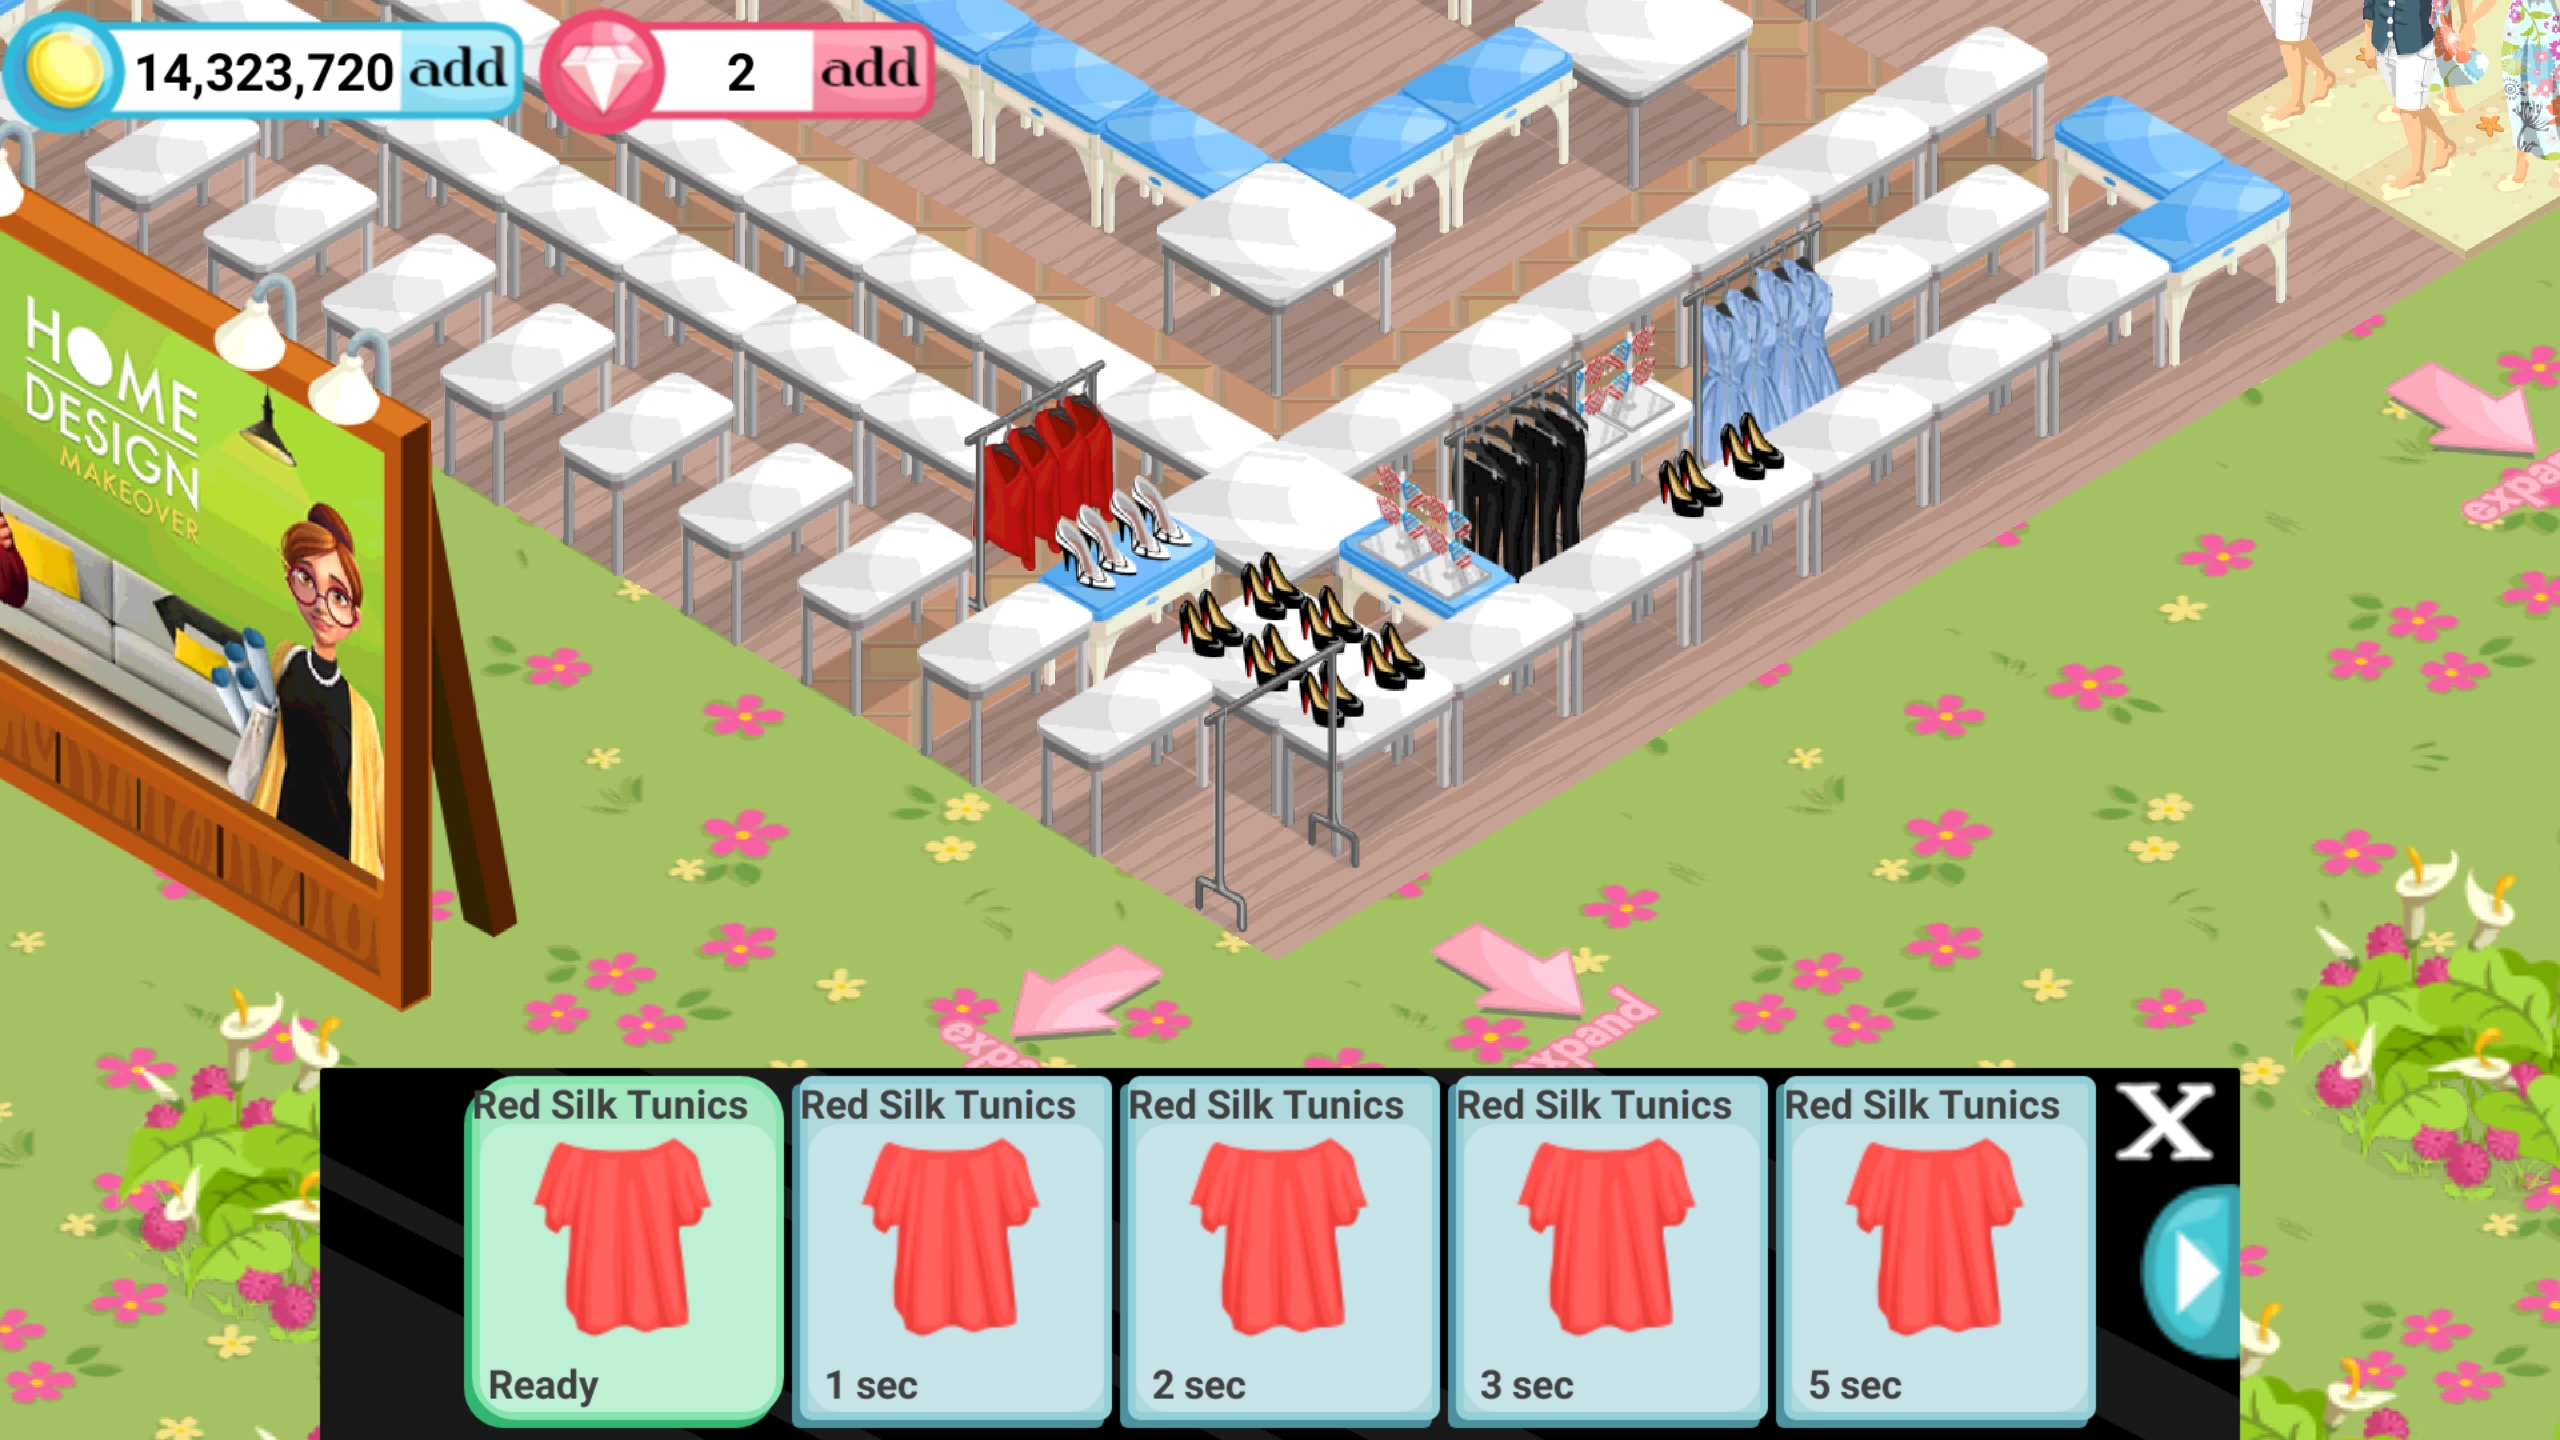 14,323,720 add
2 add
HOME
DESIGN
MAKEOVER
expand
Red Silk Tunics
Ready
Red Silk Tunics
1 sec
Red Silk Tunics
2 sec
Red Silk Tunics
3 sec
Red Silk Tunics
5 sec
X